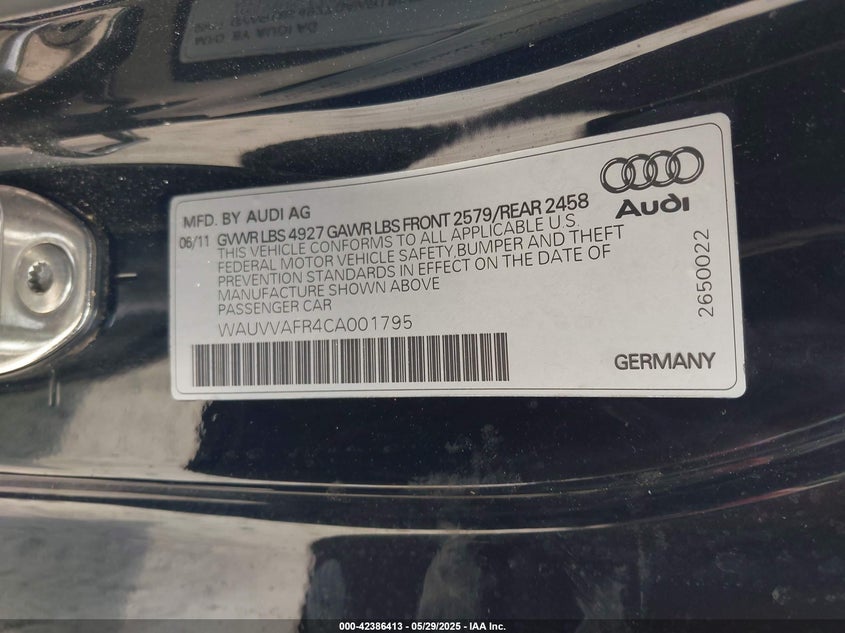 MFD. BY AUDI AG
06/11 GVWR LBS 4927 GAWR LBS FRONT 2579/REAR 2458
THIS VEHICLE CONFORMS TO ALL APPLICABLE U.S.
FEDERAL MOTOR VEHICLE SAFETY, BUMPER AND THEFT
PREVENTION STANDARDS IN EFFECT ON THE DATE OF
MANUFACTURE SHOWN ABOVE
PASSENGER CAR
WAUVVAFR4CA001795
Audi
2650022
GERMANY
000-42386413 - 05/29/2025 - IAA Inc.